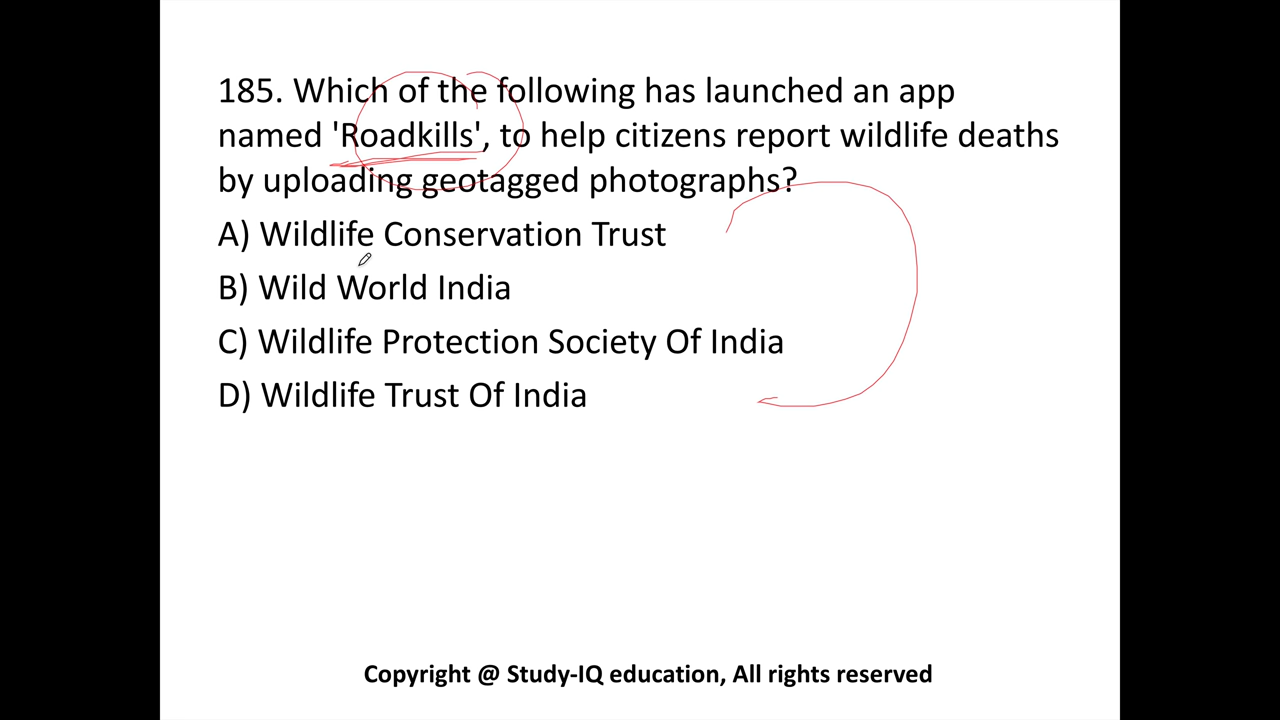 185. Which of the following has launched an app
named 'Roadkills', to help citizens report wildlife deaths
by uploading geotagged photographs?
A) Wildlife Conservation Trust
B) Wild World India
C) Wildlife Protection Society Of India
D) Wildlife Trust Of India
Copyright @ Study-IQ education, All rights reserved